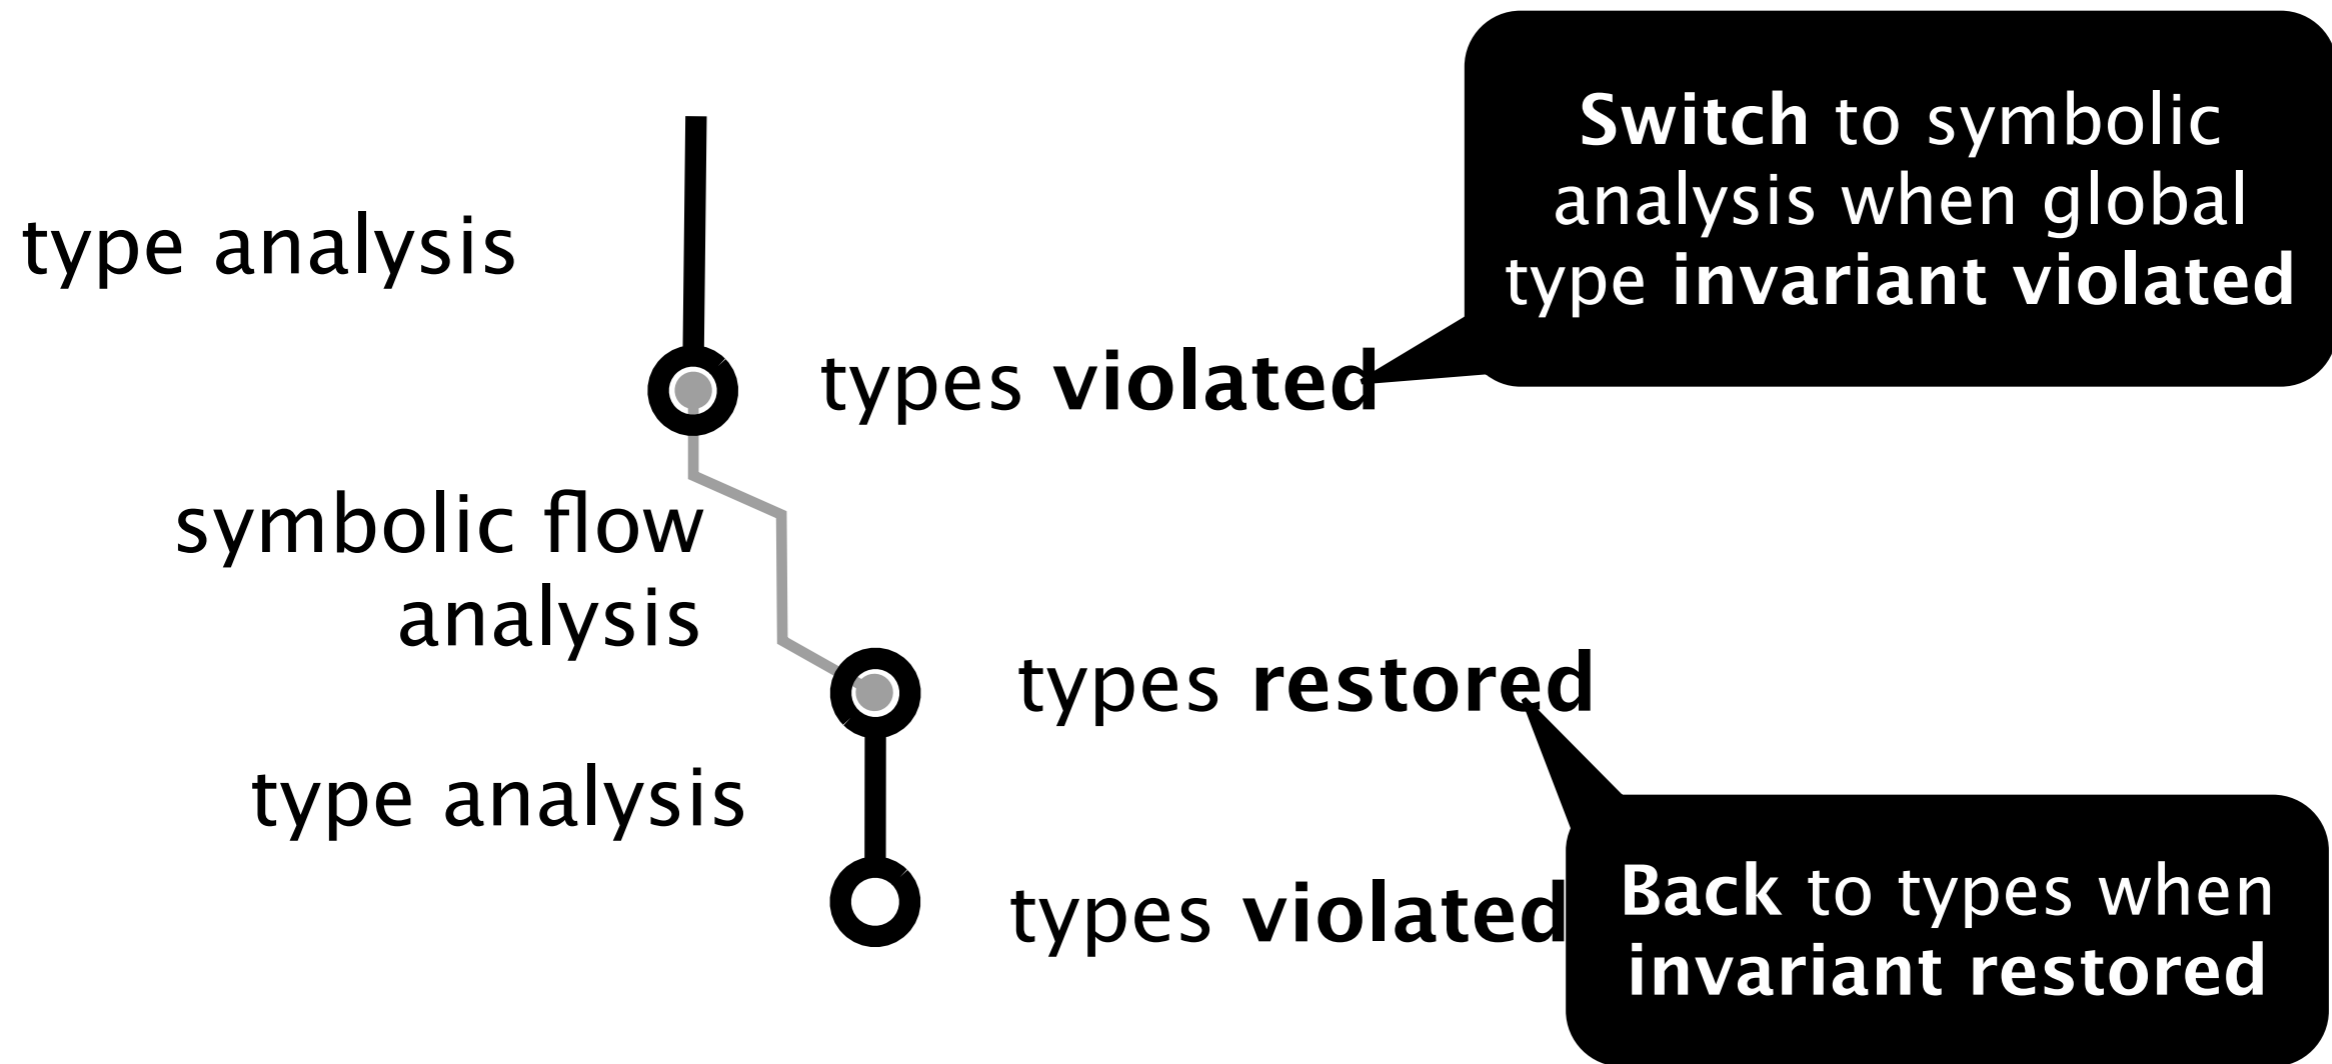 type analysis
types violated
Switch to symbolic
analysis when global
type invariant violated
symbolic flow
analysis
types restored
type analysis
types violated
Back to types when
invariant restored